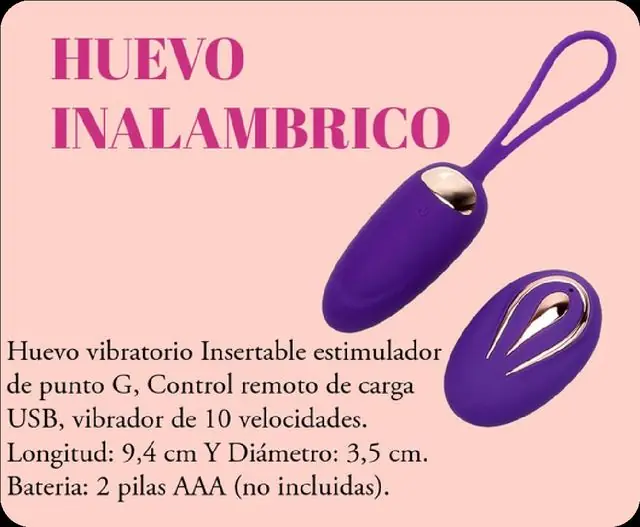 HUEVO
INALAMBRICO
Huevo vibratorio Insertable estimulador
de punto G, Control remoto de carga
USB, vibrador de 10 velocidades.
Longitud: 9,4 cm Y Diámetro: 3,5 cm.
Bateria: 2 pilas AAA (no incluidas).